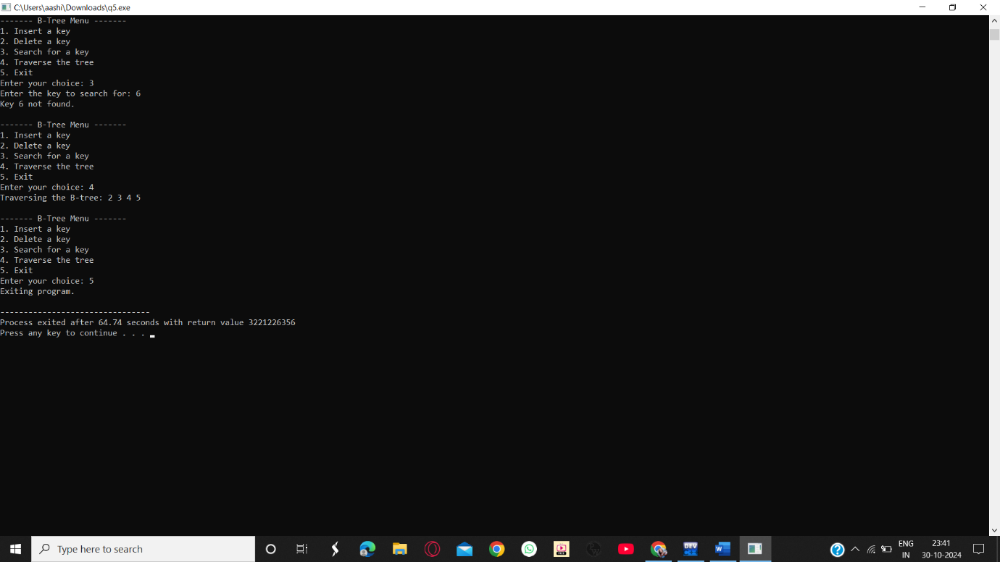 C:\Users\aashi\Downloads\q5.exe
------- B-Tree Menu -------
1. Insert a key
2. Delete a key
3. Search for a key
4. Traverse the tree
5. Exit
Enter your choice: 3
Enter the key to search for: 6
Key 6 not found.
------- B-Tree Menu -------
1. Insert a key
2. Delete a key
3. Search for a key
4. Traverse the tree
5. Exit
Enter your choice: 4
Traversing the B-tree: 2 3 4 5
------- B-Tree Menu -------
1. Insert a key
2. Delete a key
3. Search for a key
4. Traverse the tree
5. Exit
Enter your choice: 5
Exiting program.
--------------------------------
Process exited after 64.74 seconds with return value 3221226356
Press any key to continue . . .
Type here to search
DEV
ENG
IN
23:41
30-10-2024